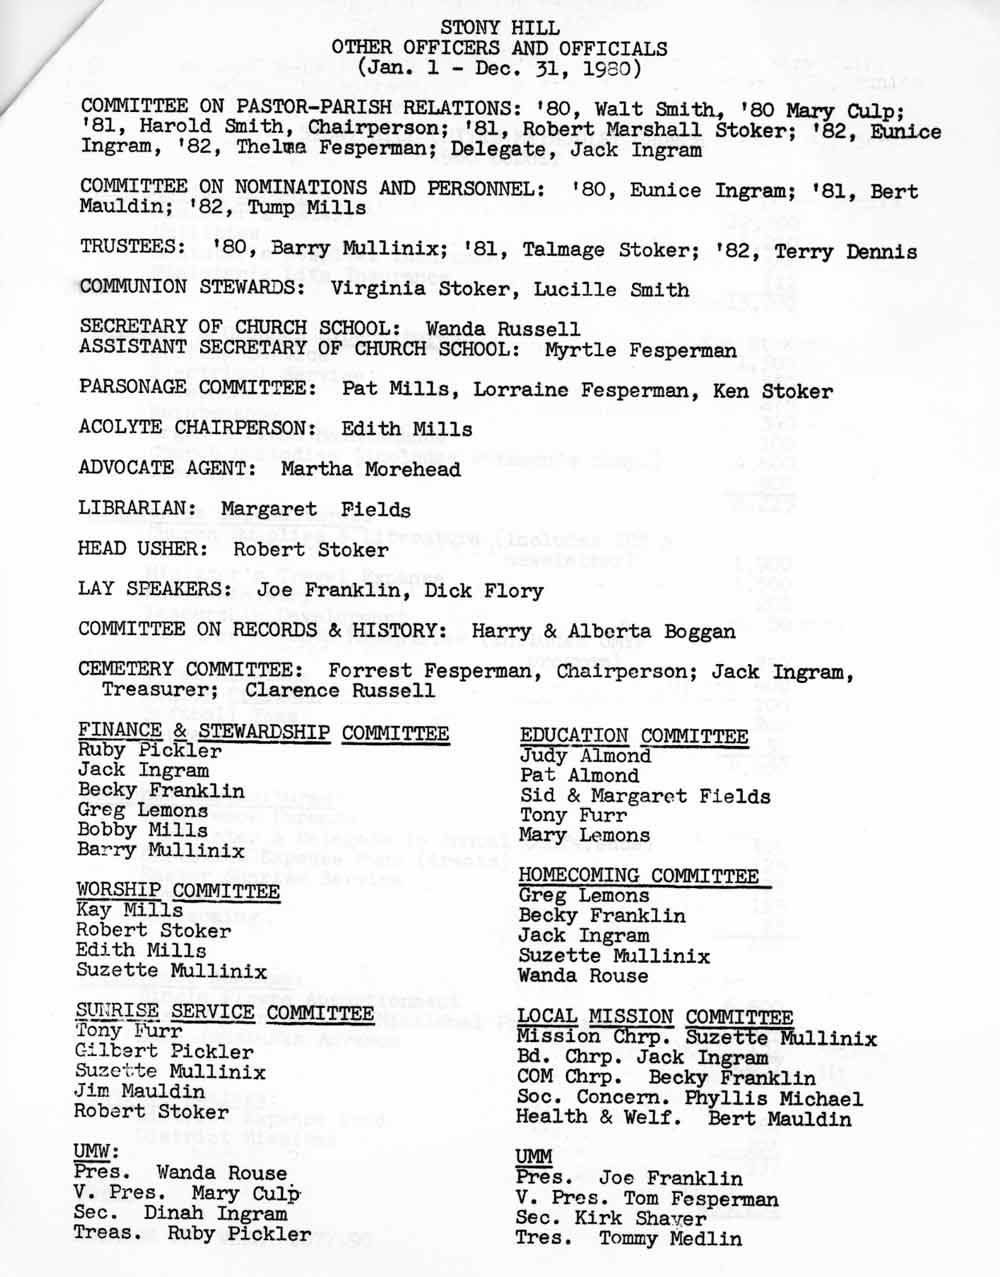 STONY HILL
OTHER OFFICERS AND OFFICIALS
(Jan. 1 - Dec. 31, 1980)
COMMITTEE ON PASTOR-PARISH RELATIONS: '80, Walt Smith, '80 Mary Culp;
'81, Harold Smith, Chairperson; '81, Robert Marshall Stoker; '82, Eunice
Ingram, '82, Thelma Fesperman; Delegate, Jack Ingram
COMMITTEE ON NOMINATIONS AND PERSONNEL: '80, Eunice Ingram; '81, Bert
Mauldin; '82, Tump Mills
TRUSTEES: '80, Barry Mullinix; '81, Talmage Stoker; '82, Terry Dennis
COMMUNION STEWARDS: Virginia Stoker, Lucille Smith
SECRETARY OF CHURCH SCHOOL: Wanda Russell
ASSISTANT SECRETARY OF CHURCH SCHOOL: Myrtle Fesperman
PARSONAGE COMMITTEE: Pat Mills, Lorraine Fesperman, Ken Stoker
ACOLYTE CHAIRPERSON: Edith Mills
ADVOCATE AGENT: Martha Morehead
LIBRARIAN: Margaret Fields
HEAD USHER: Robert Stoker
LAY SPEAKERS: Joe Franklin, Dick Flory
COMMITTEE ON RECORDS & HISTORY: Harry & Alberta Boggan
CEMETERY COMMITTEE: Forrest Fesperman, Chairperson; Jack Ingram,
Treasurer; Clarence Russell
FINANCE & STEWARDSHIP COMMITTEE
Ruby Pickler
Jack Ingram
Becky Franklin
Greg Lemons
Bobby Mills
Barry Mullinix
WORSHIP COMMITTEE
Kay Mills
Robert Stoker
Edith Mills
Suzette Mullinix
SUNRISE SERVICE COMMITTEE
Tony Furr
Gilbert Pickler
Suzette Mullinix
Jim Mauldin
Robert Stoker
UMW:
Pres. Wanda Rouse
V. Pres. Mary Culp
Sec. Dinah Ingram
Treas. Ruby Pickler
EDUCATION COMMITTEE
Judy Almond
Pat Almond
Sid & Margaret Fields
Tony Furr
Mary Lemons
HOMECOMING COMMITTEE
Greg Lemons
Becky Franklin
Jack Ingram
Suzette Mullinix
Wanda Rouse
LOCAL MISSION COMMITTEE
Mission Chrp. Suzette Mullinix
Bd. Chrp. Jack Ingram
COM Chrp. Becky Franklin
Soc. Concern. Phyllis Michael
Health & Welf. Bert Mauldin
UMM
Pres. Joe Franklin
V. Pres. Tom Fesperman
Sec. Kirk Shaver
Tres. Tommy Medlin